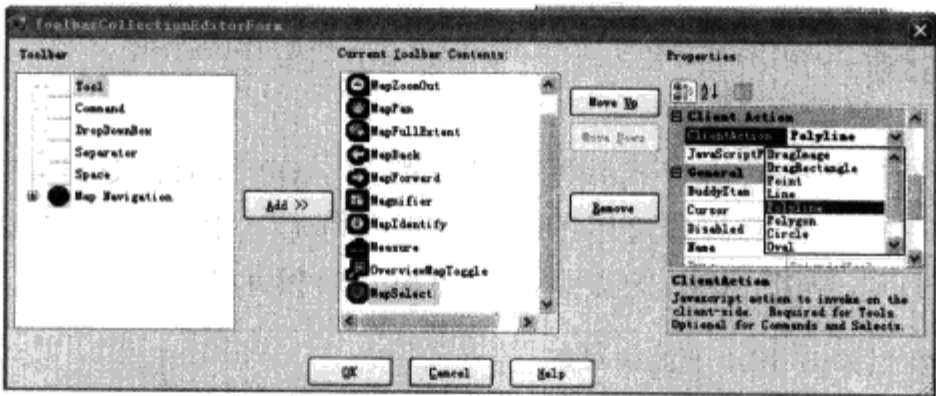 ToolbarCollectionEditorForm
Toolbar
Tool
Command
DropDownBox
Separator
Space
Map Navigation
Add >>
Current Toolbar Contents:
MapZoomOut
MapPan
MapFullExtent
MapBack
MapForward
Magnifier
MapIdentify
Measure
OverviewMapToggle
MapSelect
Move Up
Move Down
Remove
Properties
Client Action
ClientAction Polyline
JavaScriptF
General
BuddyItem
Cursor
Disabled
Name
DragImage
DragRectangle
Point
Line
Polyline
Polygon
Circle
Oval
ClientAction
Javascript action to invoke on the
client-side. Required for Tools
Optional for Commands and Selects.
OK
Cancel
Help